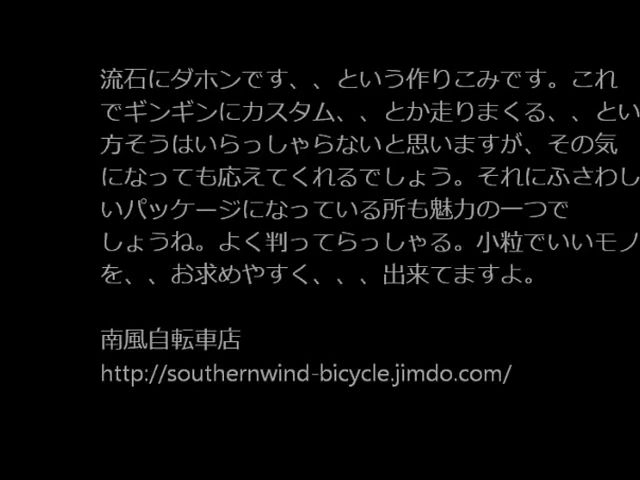 流石にダホンです、、という作りこみです。これ
でギンギンにカスタム、、とか走りまくる、、とい
方そうはいらっしゃらないと思いますが、その気
になっても応えてくれるでしょう。それにふさわし
いパッケージになっている所も魅力の一つで
しょうね。よく判ってらっしゃる。小粒でいいモノ
を、、お求めやすく、、、出来てますよ。
南風自転車店
http://southernwind-bicycle.jimdo.com/